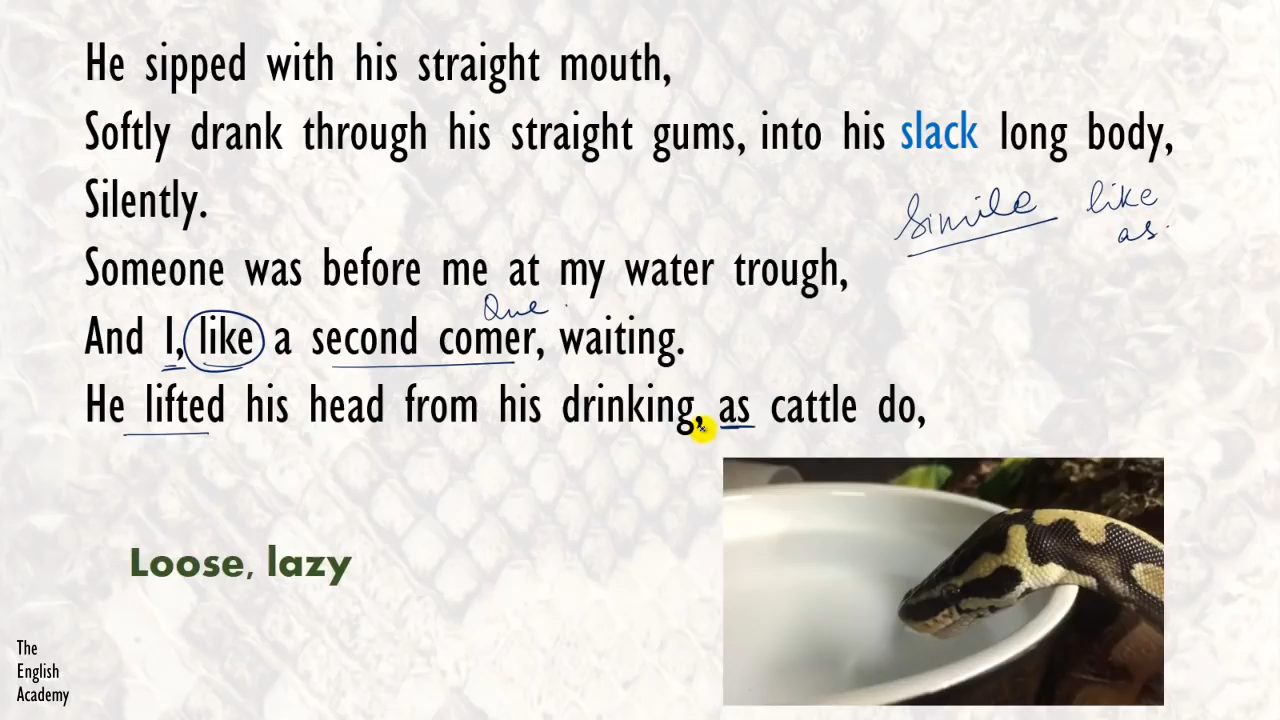 He sipped with his straight mouth,
Softly drank through his straight gums, into his slack long body,
Silently.
Simile like
as
Someone was before me at my water trough,
Que
And I, like a second comer, waiting.
He lifted his head from his drinking, as cattle do,
Loose, lazy
The
English
Academy